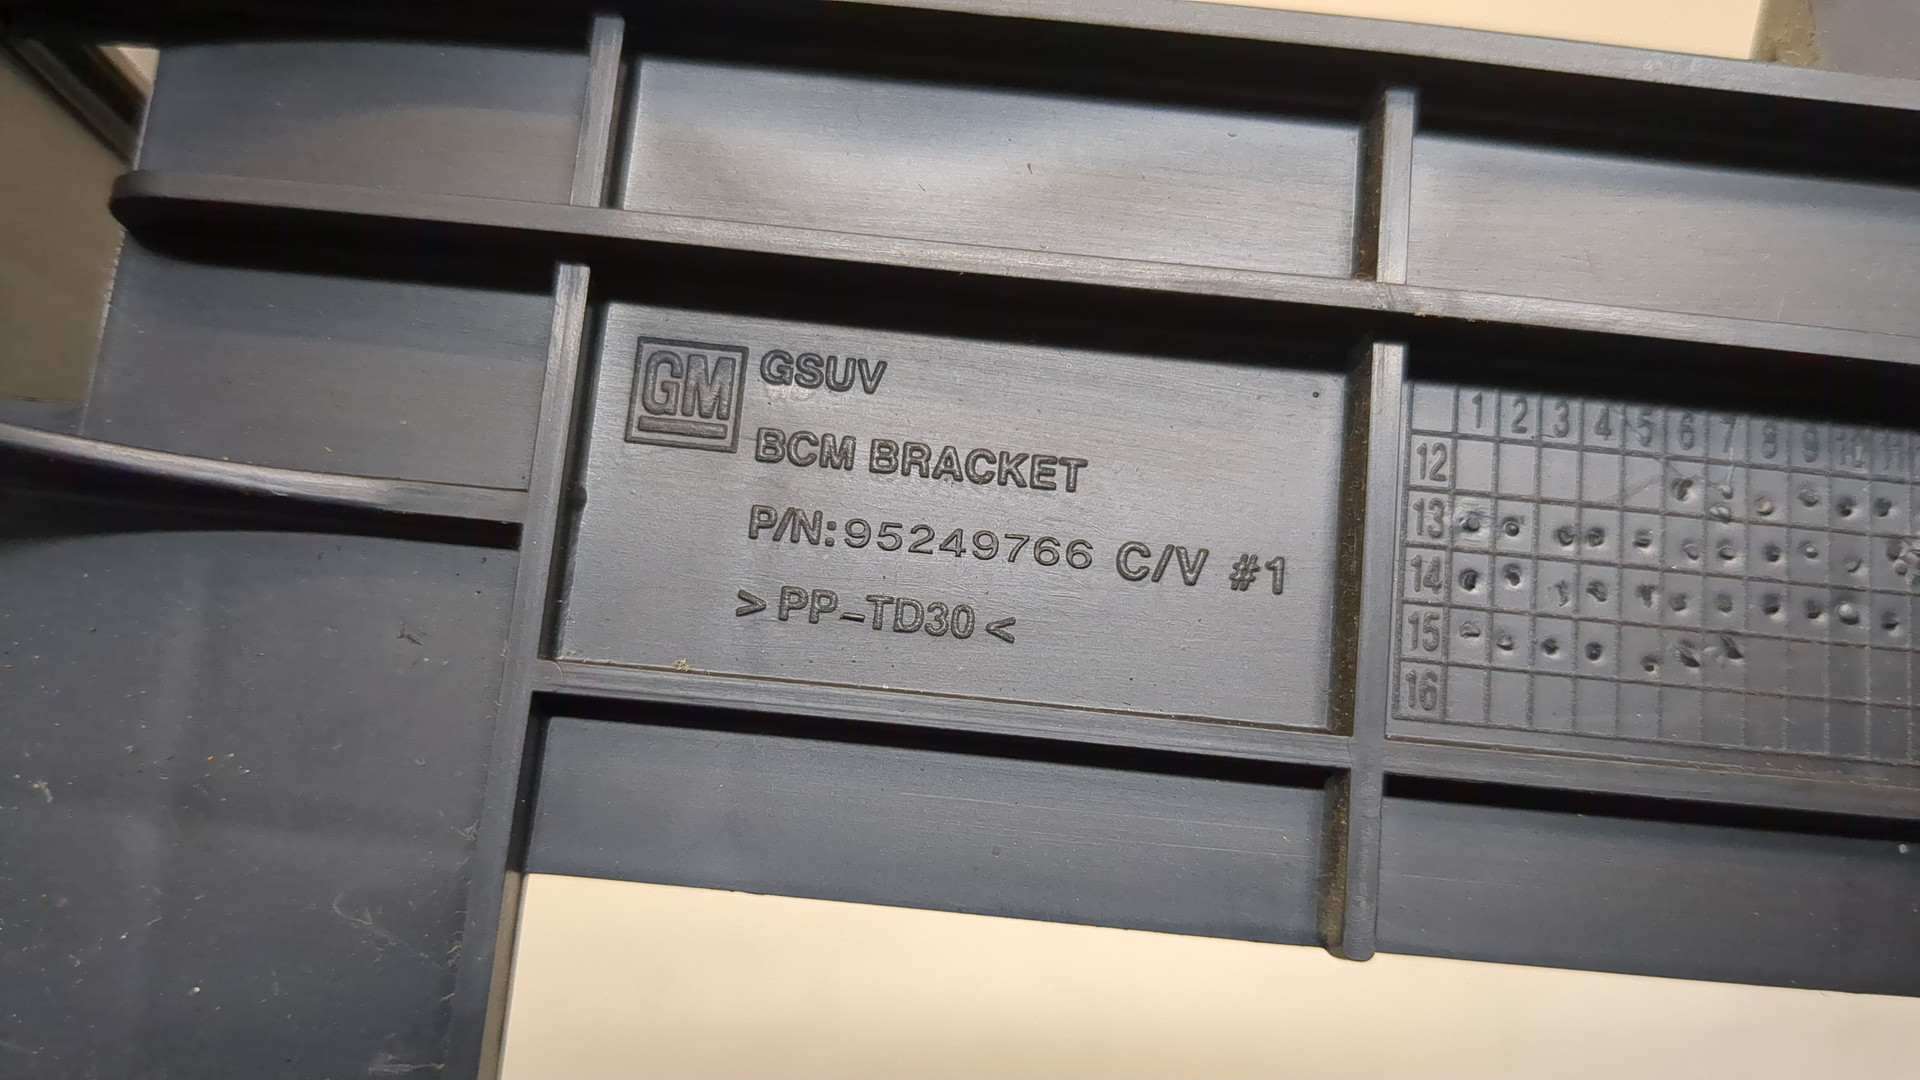 GM GSUV
BCM BRACKET
P/N:95249766 C/V #1
>PP-TD30<
1 2 3 4 5 6 7 8 9 10 11
12
13
14
15
16